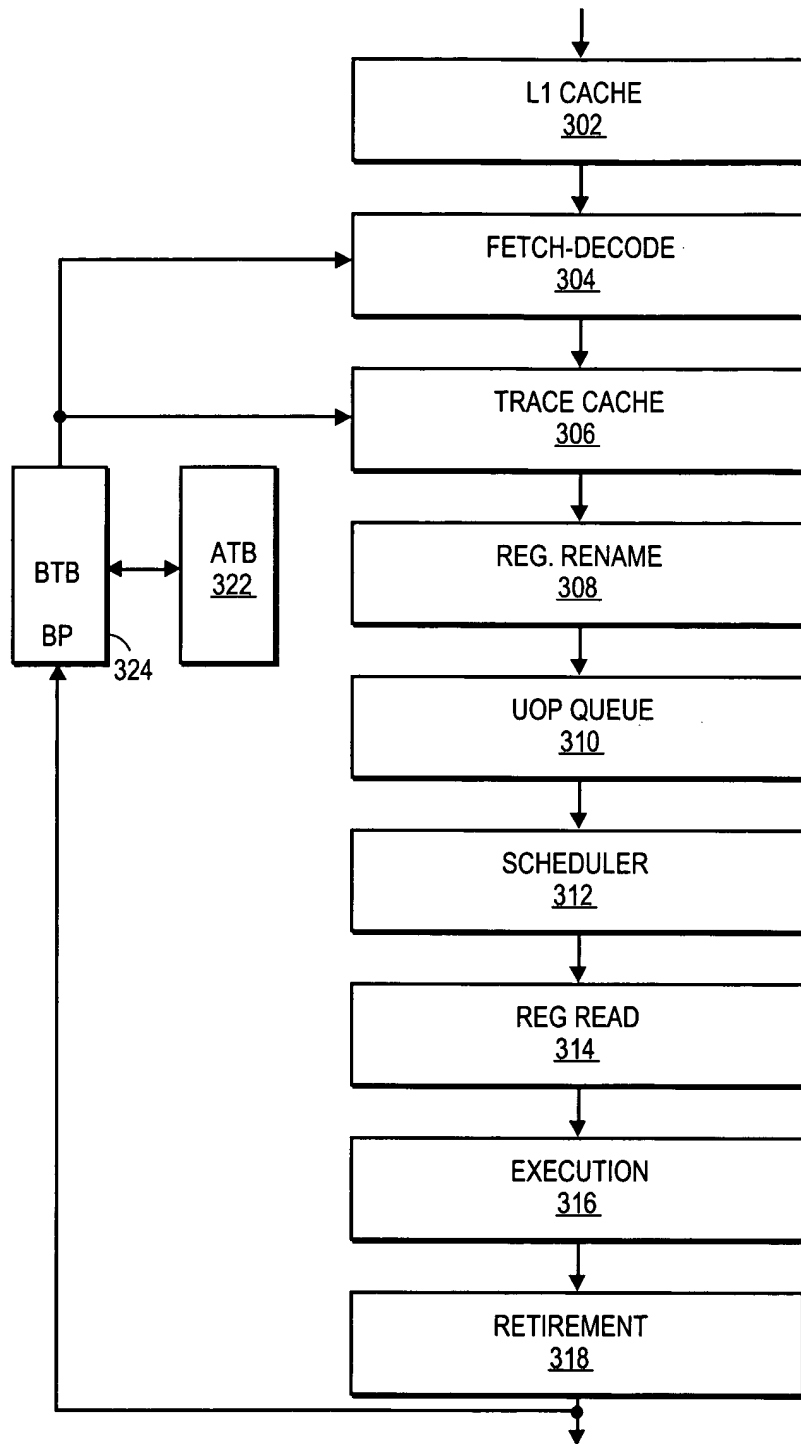 L1 CACHE
302
FETCH-DECODE
304
TRACE CACHE
306
BTB
BP
324
ATB
322
REG. RENAME
308
UOP QUEUE
310
SCHEDULER
312
REG READ
314
EXECUTION
316
RETIREMENT
318